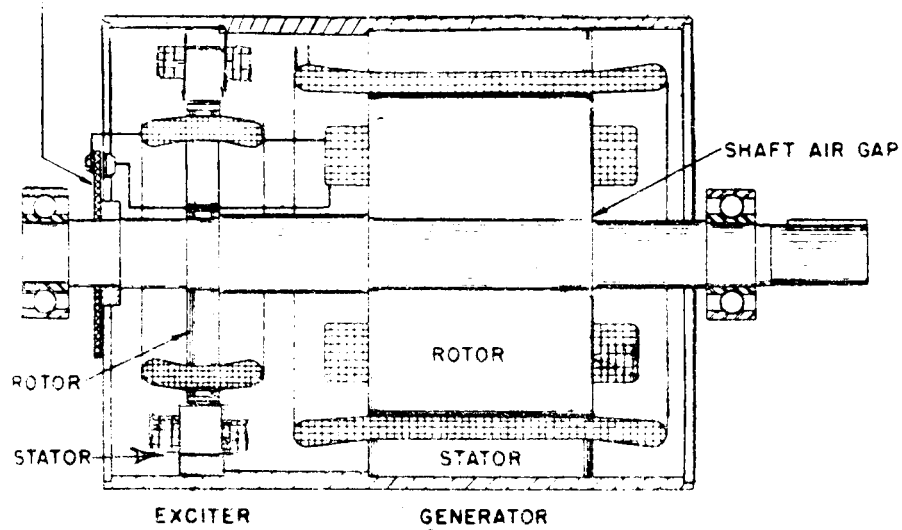 SHAFT AIR GAP
ROTOR
ROTOR
STATOR
STATOR
EXCITER
GENERATOR